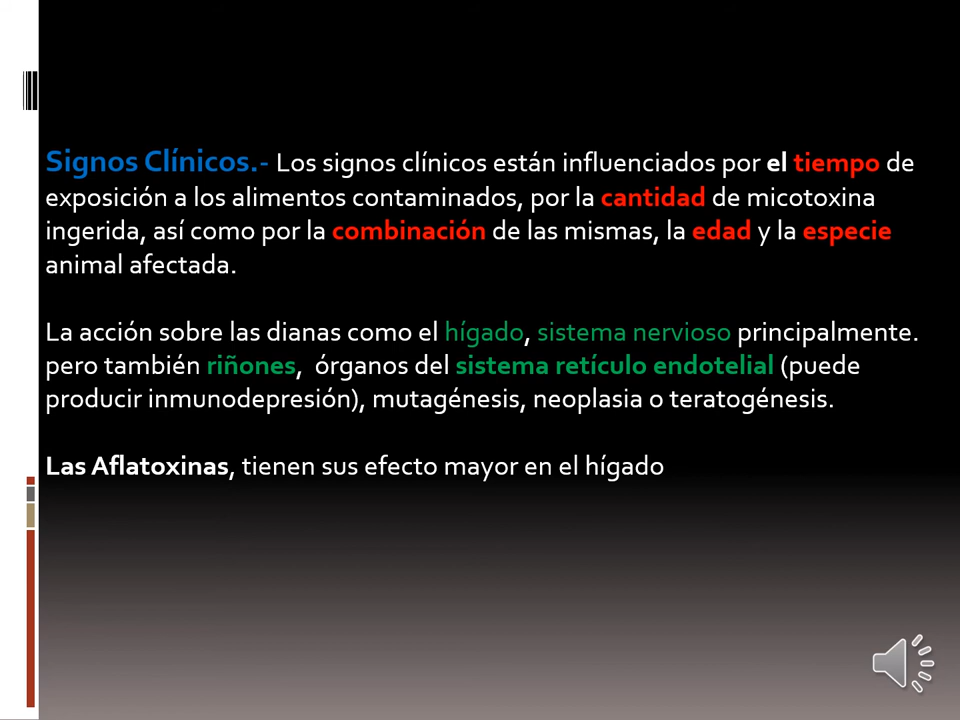 Signos Clínicos.- Los signos clínicos están influenciados por el tiempo de
exposición a los alimentos contaminados, por la cantidad de micotoxina
ingerida, así como por la combinación de las mismas, la edad y la especie
animal afectada.
La acción sobre las dianas como el hígado, sistema nervioso principalmente.
pero también riñones, órganos del sistema retículo endotelial (puede
producir inmunodepresión), mutagénesis, neoplasia o teratogénesis.
Las Aflatoxinas, tienen sus efecto mayor en el hígado